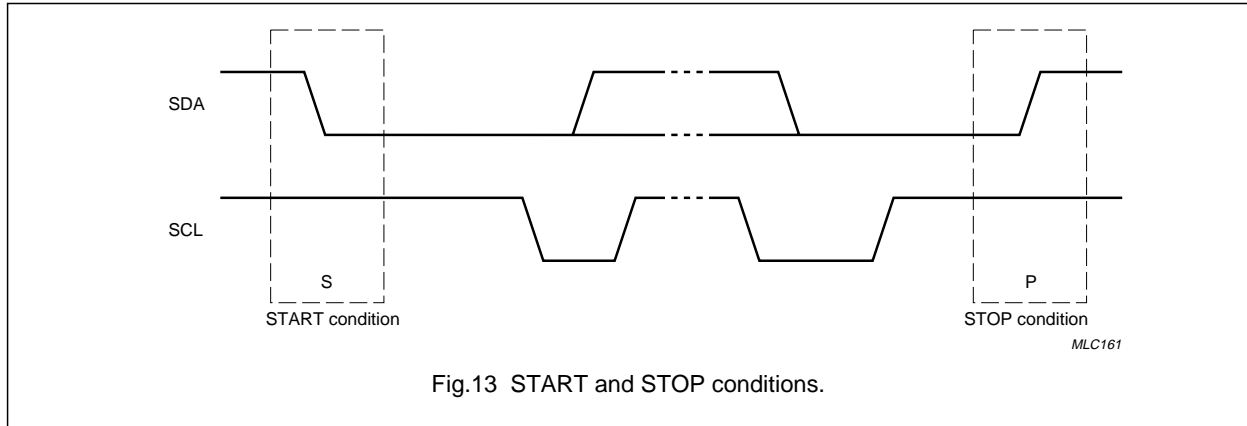 SDA
SCL
S
P
START condition
STOP condition
MLC161
Fig.13 START and STOP conditions.